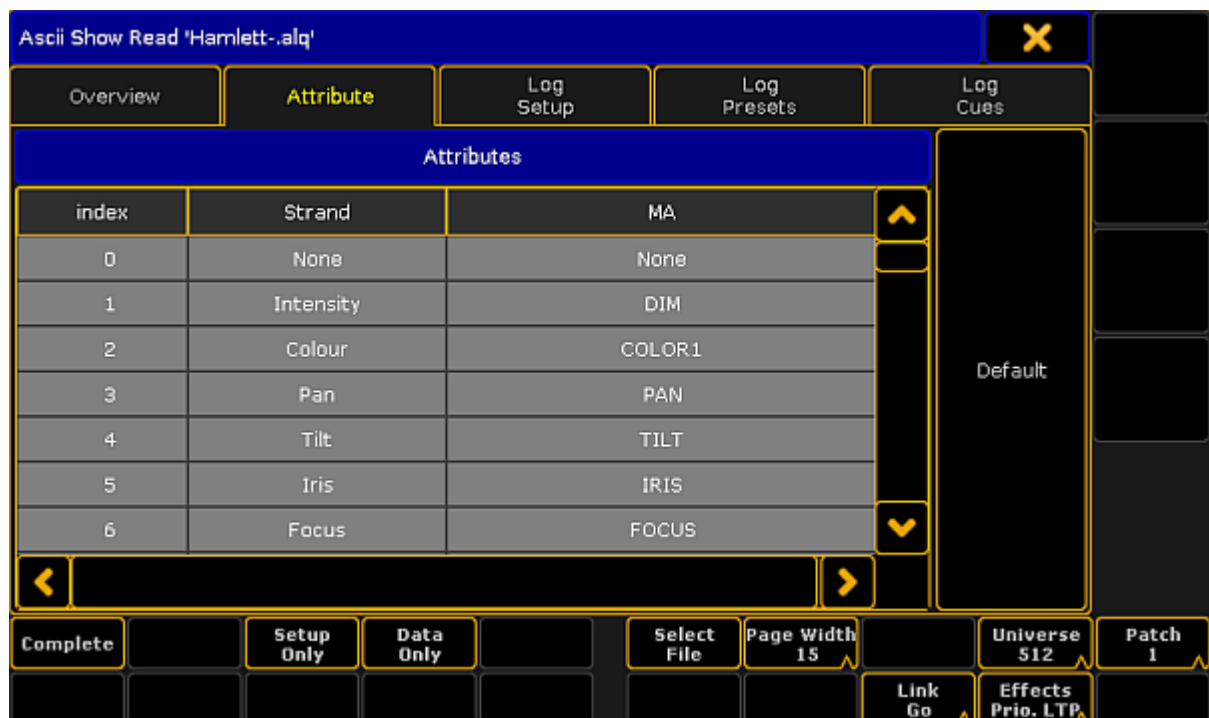 Ascii Show Read 'Hamlett-.alq'
Overview
Attribute
Log
Setup
Log
Presets
Log
Cues
Attributes
index Strand MA
0 None None
1 Intensity DIM
2 Colour COLOR1
3 Pan PAN
4 Tilt TILT
5 Iris IRIS
6 Focus FOCUS
Default
Complete
Setup
Only
Data
Only
Select
File
Page Width
15
Universe
512
Patch
1
Link
Go
Effects
Prio. LTP